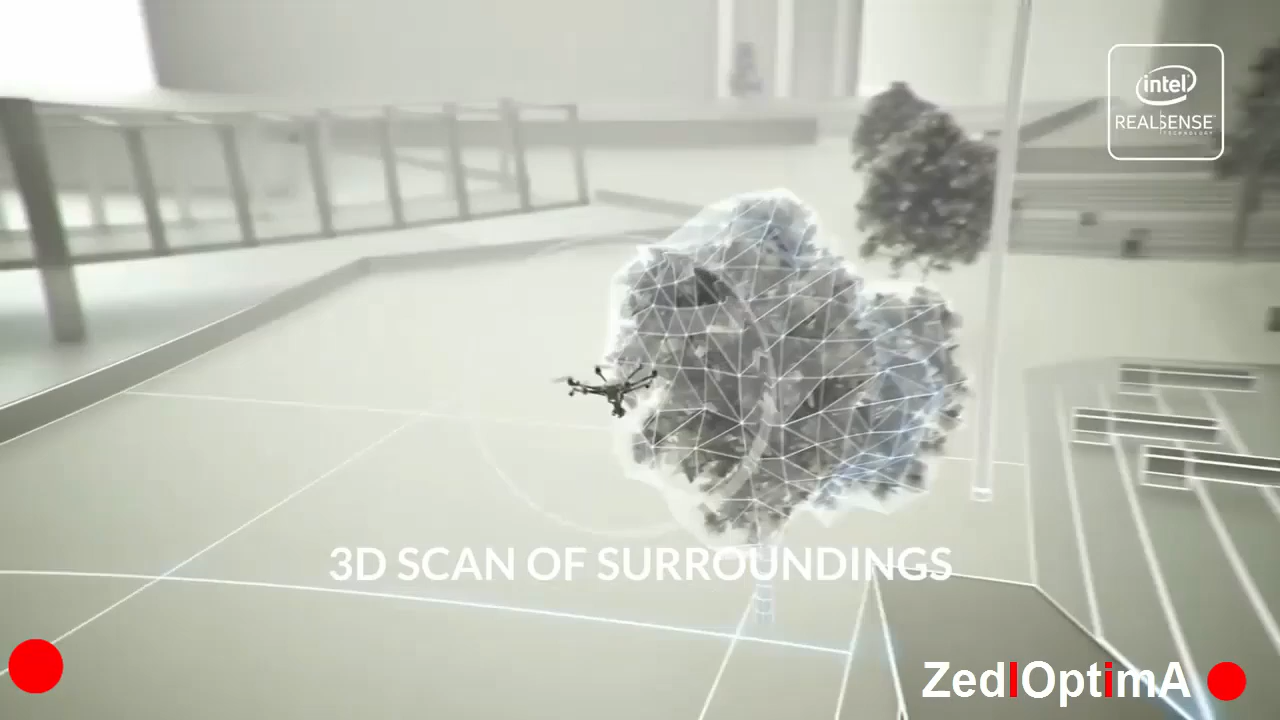 intel
REALSENSE
TECHNOLOGY
3D SCAN OF SURROUNDINGS
ZedIOptimA